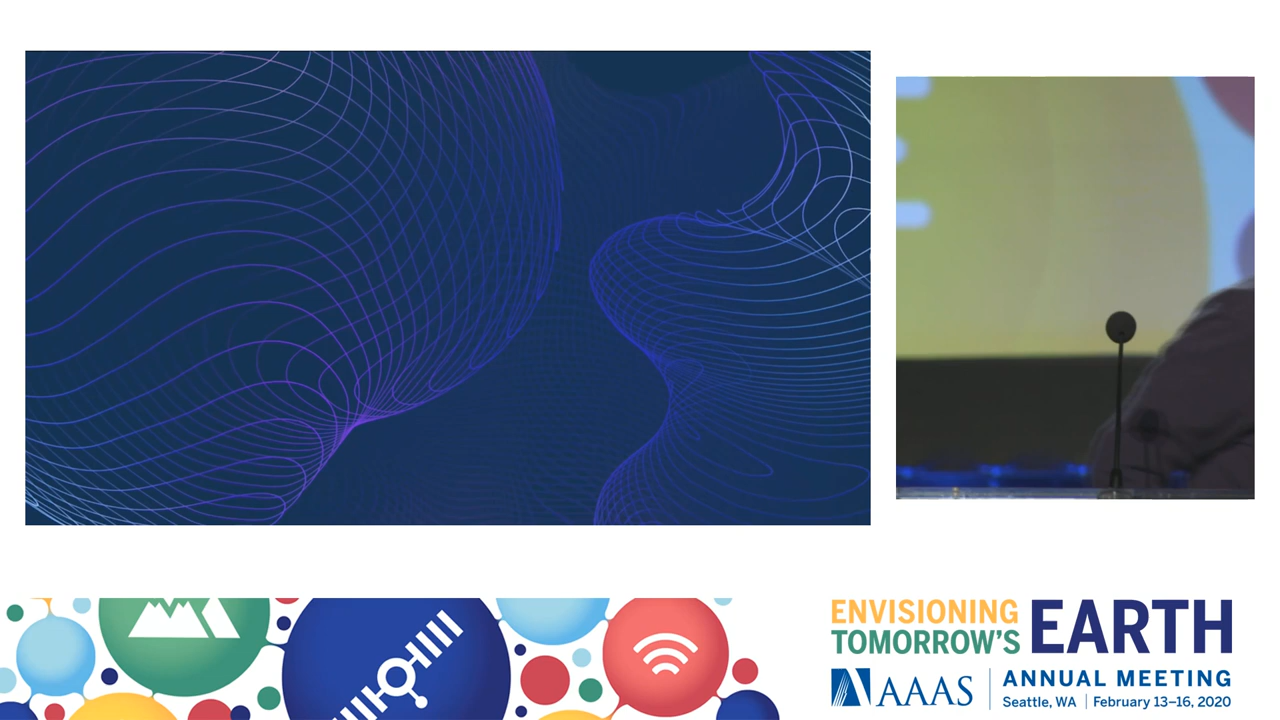 ENVISIONING
TOMORROW'S
EARTH
AAAS
ANNUAL MEETING
Seattle, WA | February 13–16, 2020